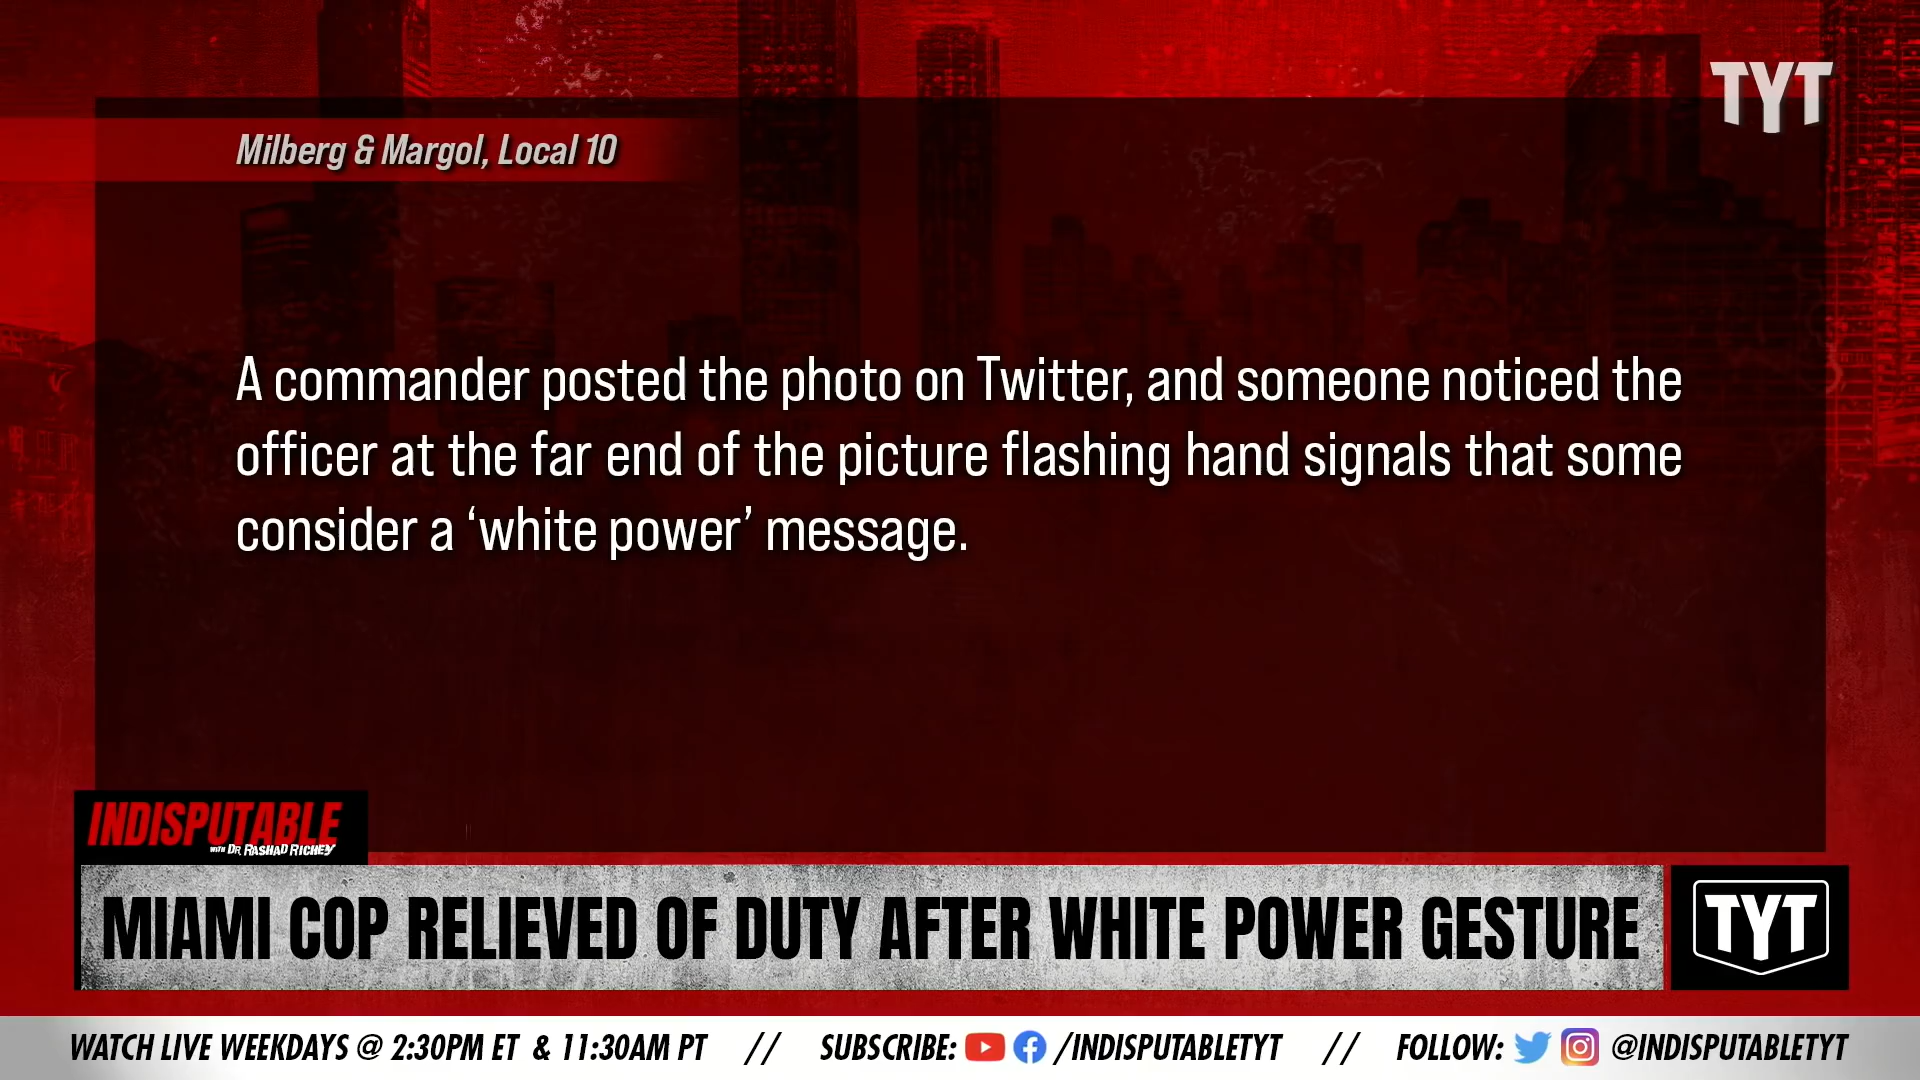 TYT
Milberg & Margol, Local 10
A commander posted the photo on Twitter, and someone noticed the
officer at the far end of the picture flashing hand signals that some
consider a ‘white power’ message.
INDISPUTABLE
WITH DR RASHAD RICHEY
MIAMI COP RELIEVED OF DUTY AFTER WHITE POWER GESTURE
TYT
WATCH LIVE WEEKDAYS @ 2:30PM ET & 11:30AM PT // SUBSCRIBE: /INDISPUTABLETYT // FOLLOW: @INDISPUTABLETYT